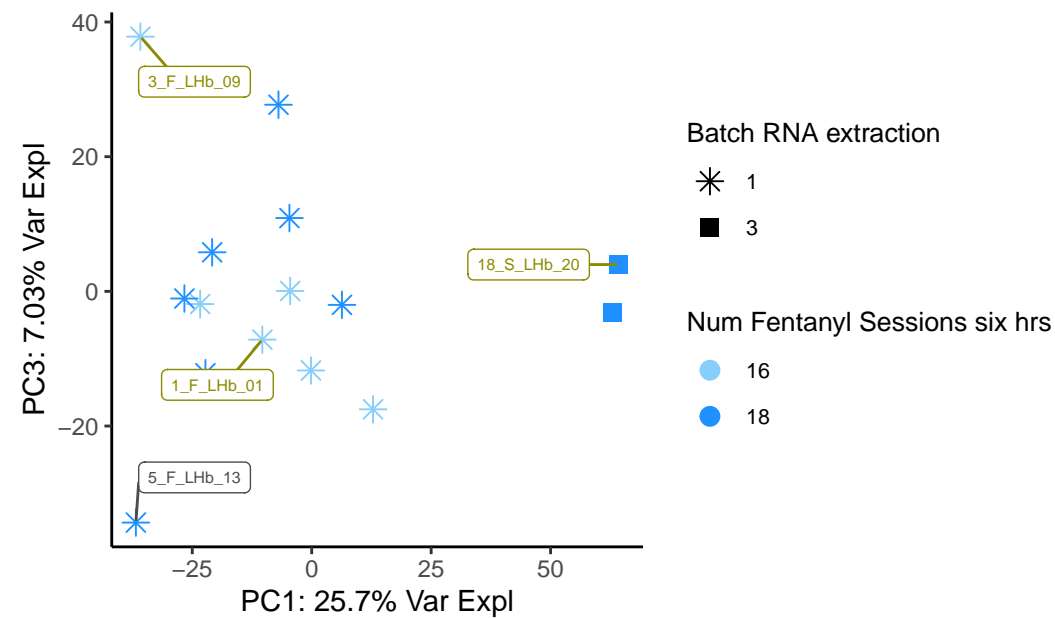 40
20
0
−20
PC3: 7.03% Var Expl
3_F_LHb_09
18_S_LHb_20
1_F_LHb_01
5_F_LHb_13
−25
0
25
50
PC1: 25.7% Var Expl
Batch RNA extraction
1
3
Num Fentanyl Sessions six hrs
16
18